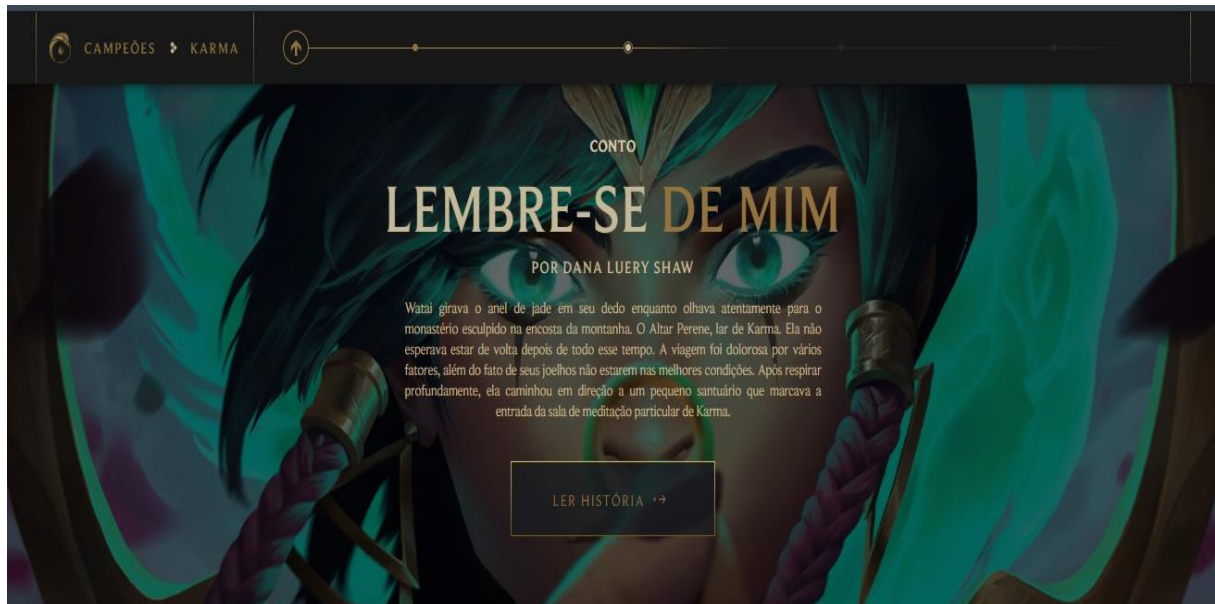 CAMPEÕES KARMA
CONTO
LEMBRE-SE DE MIM
POR DANA LUERY SHAW
Watai girava o anel de jade em seu dedo enquanto olhava atentamente para o
monastério esculpido na encosta da montanha. O Altar Perene, lar de Karma. Ela não
esperava estar de volta depois de todo esse tempo. A viagem foi dolorosa por vários
fatores, além do fato de seus joelhos não estarem nas melhores condições. Após respirar
profundamente, ela caminhou em direção a um pequeno santuário que marcava a
entrada da sala de meditação particular de Karma.
LER HISTÓRIA